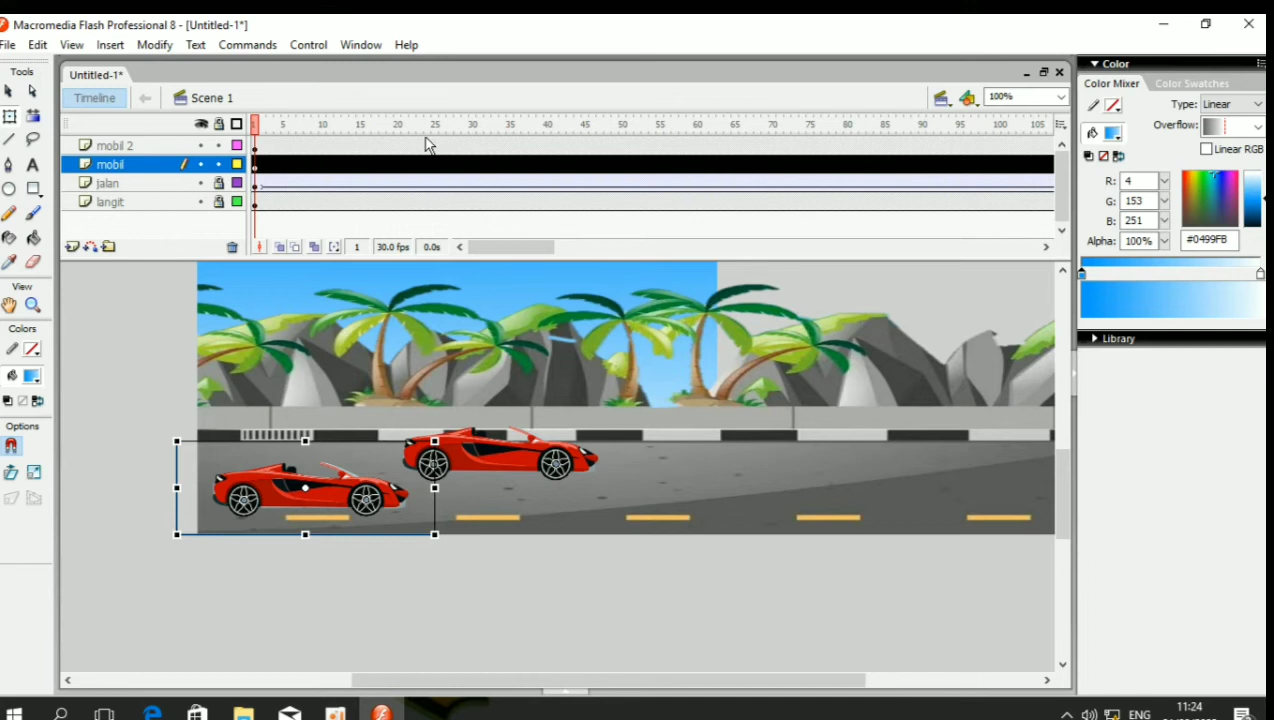 Macromedia Flash Professional 8 - [Untitled-1*]
File Edit View Insert Modify Text Commands Control Window Help
Tools
View
Colors
Options
Untitled-1*
Timeline Scene 1 100%
5 10 15 20 25 30 35 40 45 50 55 60 65 70 75 80 85 90 95 100 105
mobil 2
mobil
jalan
langit
1 30.0 fps 0.0s
Color
Color Mixer Color Swatches
Type: Linear
Overflow:
Linear RGB
R: 4
G: 153
B: 251
Alpha: 100% #0499FB
Library
ENG
11:24